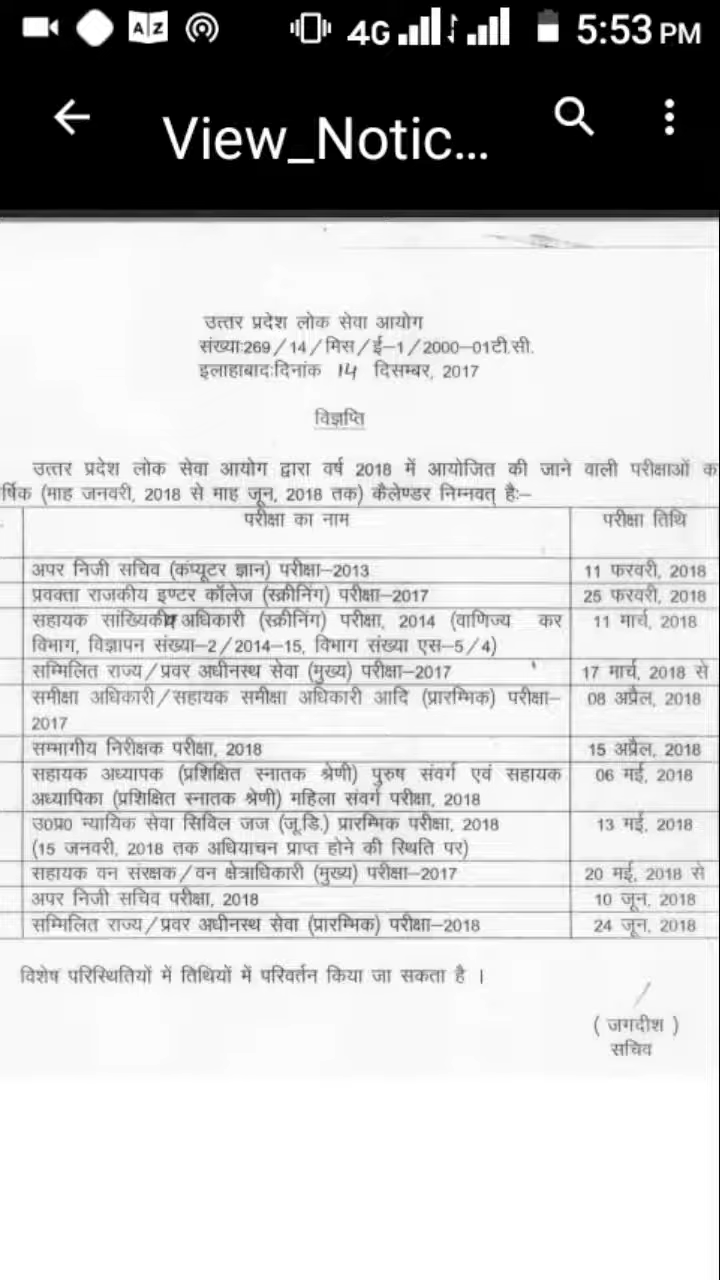 4G 5:53 PM
View_Notic...
उत्तर प्रदेश लोक सेवा आयोग
संख्या:269/14/मिस/ई-1/2000-01टी.सी.
इलाहाबाद:दिनांक 14 दिसम्बर, 2017
विज्ञप्ति
उत्तर प्रदेश लोक सेवा आयोग द्वारा वर्ष 2018 में आयोजित की जाने वाली परीक्षाओं क
र्षिक (माह जनवरी, 2018 से माह जून, 2018 तक) कैलेण्डर निम्नवत् है:-
परीक्षा का नाम परीक्षा तिथि
अपर निजी सचिव (कंप्यूटर ज्ञान) परीक्षा-2013 11 फरवरी, 2018
प्रवक्ता राजकीय इण्टर कॉलेज (स्क्रीनिंग) परीक्षा-2017 25 फरवरी, 2018
सहायक सांख्यिकीय अधिकारी (स्क्रीनिंग) परीक्षा, 2014 (वाणिज्य कर 11 मार्च, 2018
विभाग, विज्ञापन संख्या-2/2014-15, विभाग संख्या एस-5/4)
सम्मिलित राज्य/प्रवर अधीनस्थ सेवा (मुख्य) परीक्षा-2017 17 मार्च, 2018 से
समीक्षा अधिकारी/सहायक समीक्षा अधिकारी आदि (प्रारम्भिक) परीक्षा- 08 अप्रैल, 2018
2017
सम्भागीय निरीक्षक परीक्षा, 2018 15 अप्रैल, 2018
सहायक अध्यापक (प्रशिक्षित स्नातक श्रेणी) पुरुष संवर्ग एवं सहायक 06 मई, 2018
अध्यापिका (प्रशिक्षित स्नातक श्रेणी) महिला संवर्ग परीक्षा, 2018
उ0प्र0 न्यायिक सेवा सिविल जज (जू.डि.) प्रारम्भिक परीक्षा, 2018 13 मई, 2018
(15 जनवरी, 2018 तक अधियाचन प्राप्त होने की स्थिति पर)
सहायक वन संरक्षक/वन क्षेत्राधिकारी (मुख्य) परीक्षा-2017 20 मई, 2018 से
अपर निजी सचिव परीक्षा, 2018 10 जून, 2018
सम्मिलित राज्य/प्रवर अधीनस्थ सेवा (प्रारम्भिक) परीक्षा-2018 24 जून, 2018
विशेष परिस्थितियों में तिथियों में परिवर्तन किया जा सकता है ।
( जगदीश )
सचिव